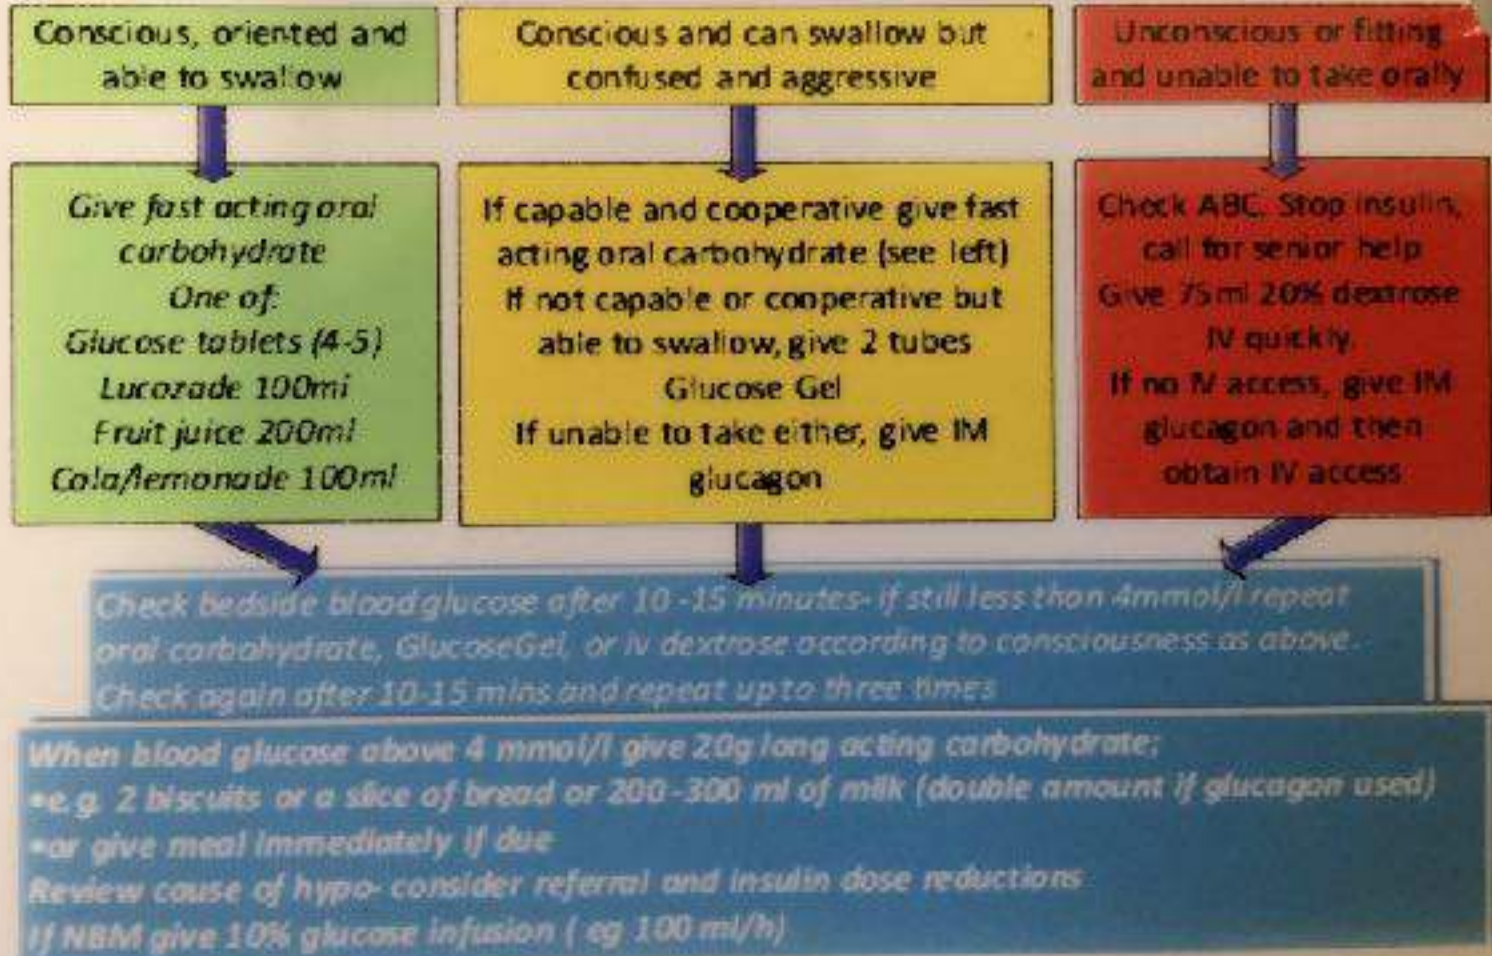 Conscious, oriented and
able to swallow
Conscious and can swallow but
confused and aggressive
Unconscious or fitting
and unable to take orally
Give fast acting oral
carbohydrate
One of:
Glucose tablets (4-5)
Lucozade 100ml
Fruit juice 200ml
Cola/lemonade 100ml
If capable and cooperative give fast
acting oral carbohydrate (see left)
If not capable or cooperative but
able to swallow, give 2 tubes
Glucose Gel
If unable to take either, give IM
glucagon
Check ABC. Stop insulin,
call for senior help
Give 75ml 20% dextrose
IV quickly.
If no IV access, give IM
glucagon and then
obtain IV access
Check bedside blood glucose after 10-15 minutes- if still less than 4mmol/l repeat
oral carbohydrate, GlucoseGel, or iv dextrose according to consciousness as above.
Check again after 10-15 mins and repeat up to three times
When blood glucose above 4 mmol/l give 20g long acting carbohydrate;
•e.g. 2 biscuits or a slice of bread or 200-300 ml of milk (double amount if glucagon used)
•or give meal immediately if due
Review cause of hypo- consider referral and insulin dose reductions
If NBM give 10% glucose infusion ( eg 100 ml/h)